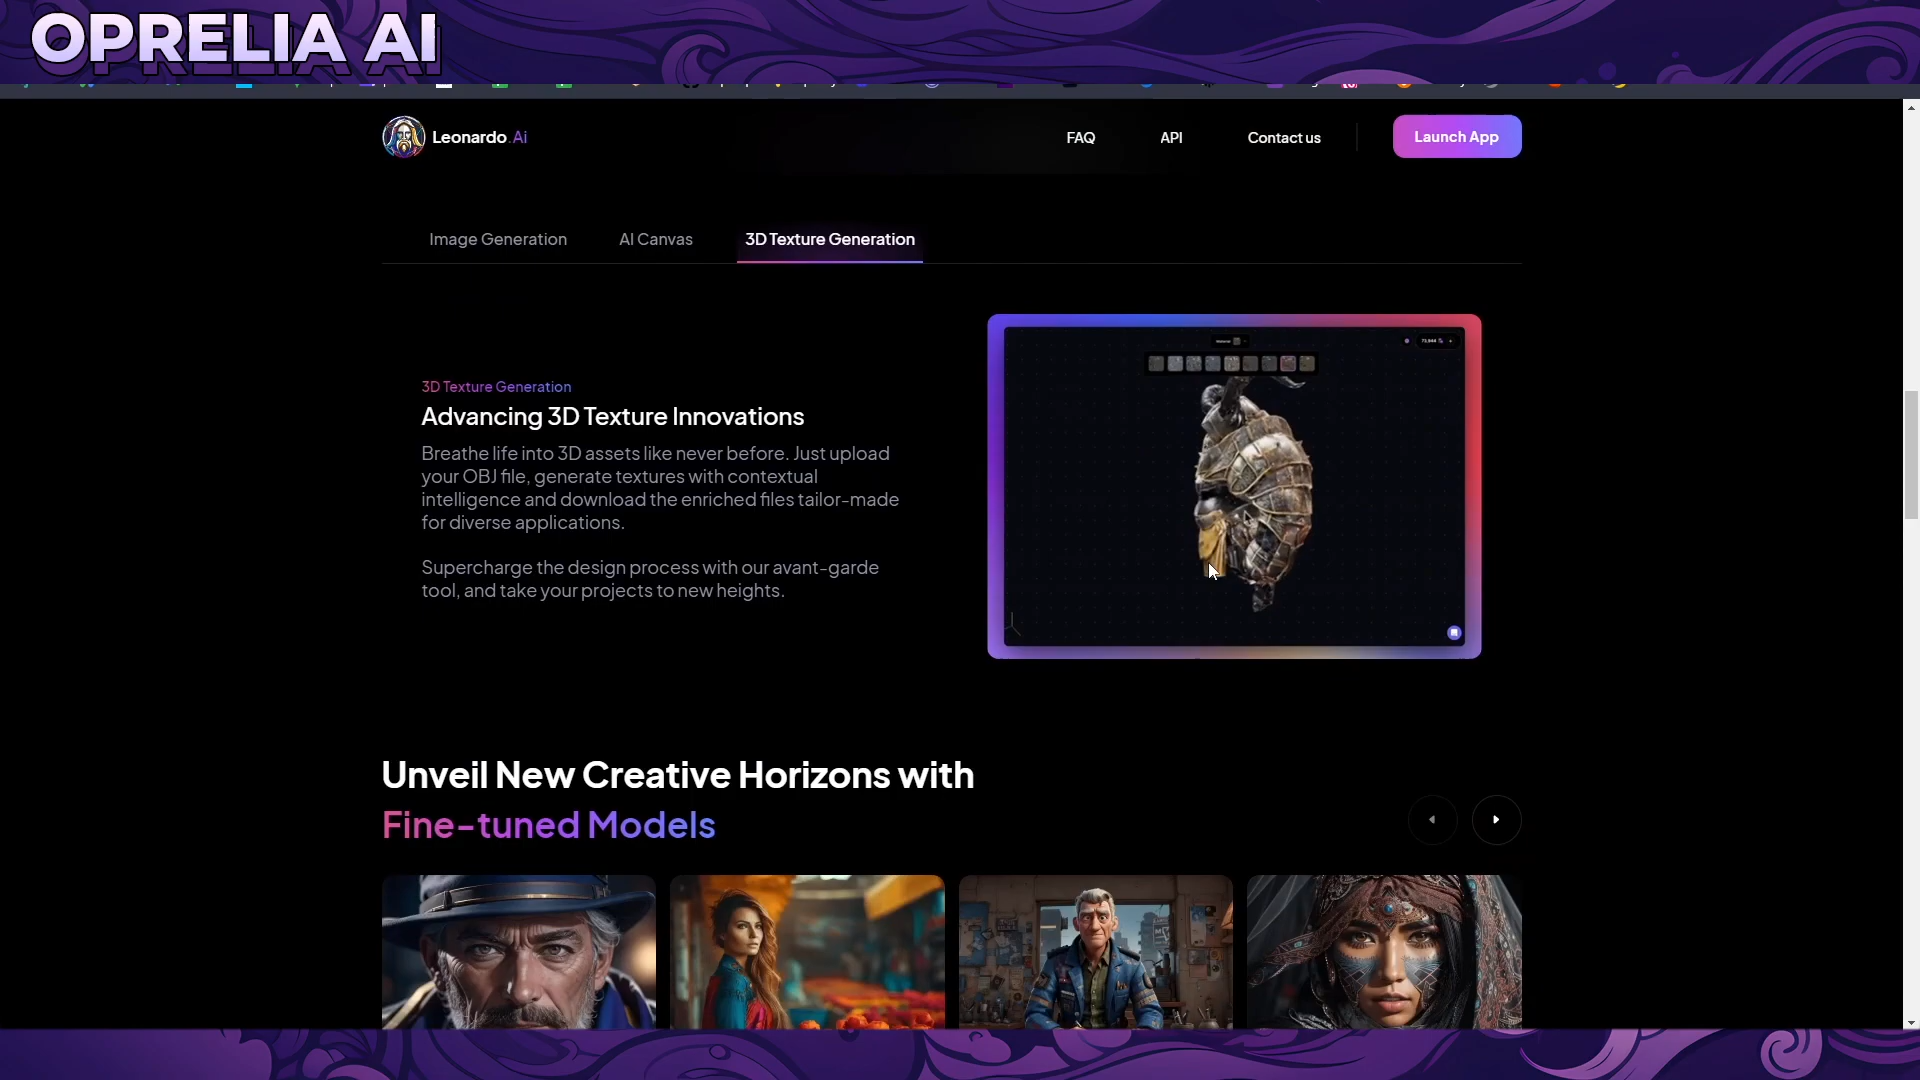 OPRELIA AI
Leonardo.Ai
FAQ
API
Contact us
Launch App
Image Generation
AI Canvas
3D Texture Generation
3D Texture Generation
Advancing 3D Texture Innovations
Breathe life into 3D assets like never before. Just upload
your OBJ file, generate textures with contextual
intelligence and download the enriched files tailor-made
for diverse applications.
Supercharge the design process with our avant-garde
tool, and take your projects to new heights.
Unveil New Creative Horizons with
Fine-tuned Models